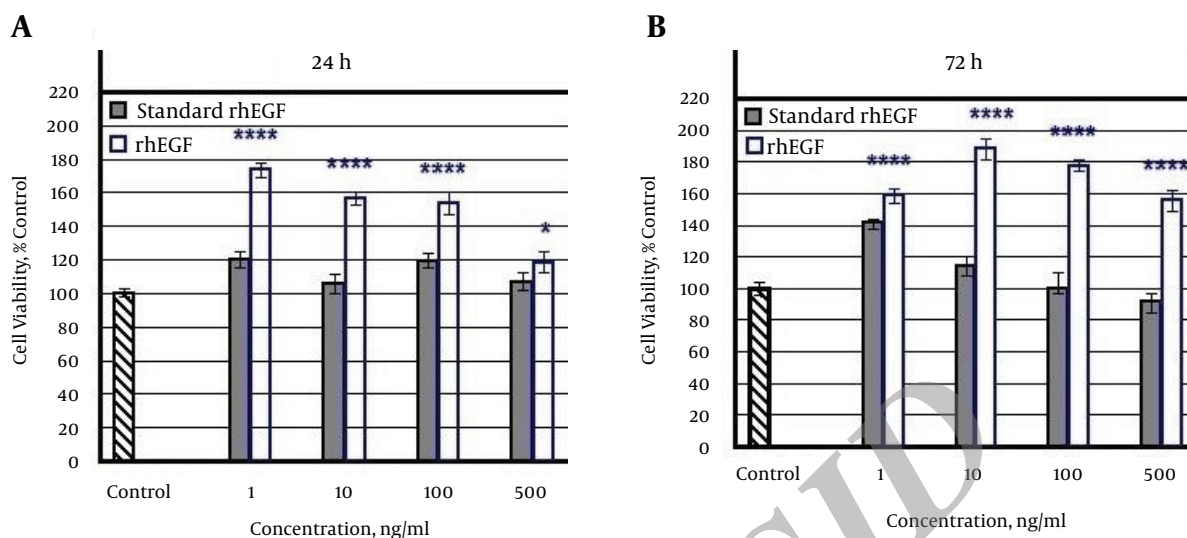 A
24 h
Standard rhEGF
rhEGF
****
****
****
*
220
200
180
160
140
120
100
80
60
40
20
0
Cell Viability, % Control
Control 1 10 100 500
Concentration, ng/ml
B
72 h
Standard rhEGF
rhEGF
****
****
****
****
220
200
180
160
140
120
100
80
60
40
20
0
Cell Viability, % Control
Control 1 10 100 500
Concentration, ng/ml
SID